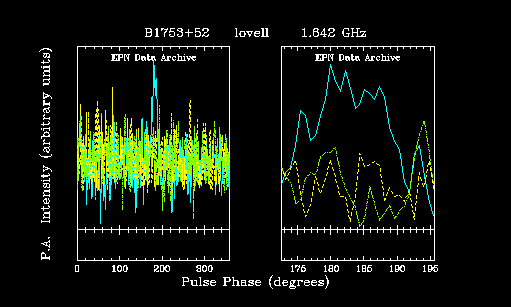 B1753+52 lovell 1.642 GHz
EPN Data Archive EPN Data Archive
P.A. Intensity (arbitrary units)
0 100 200 300 175 180 185 190 195
Pulse Phase (degrees)